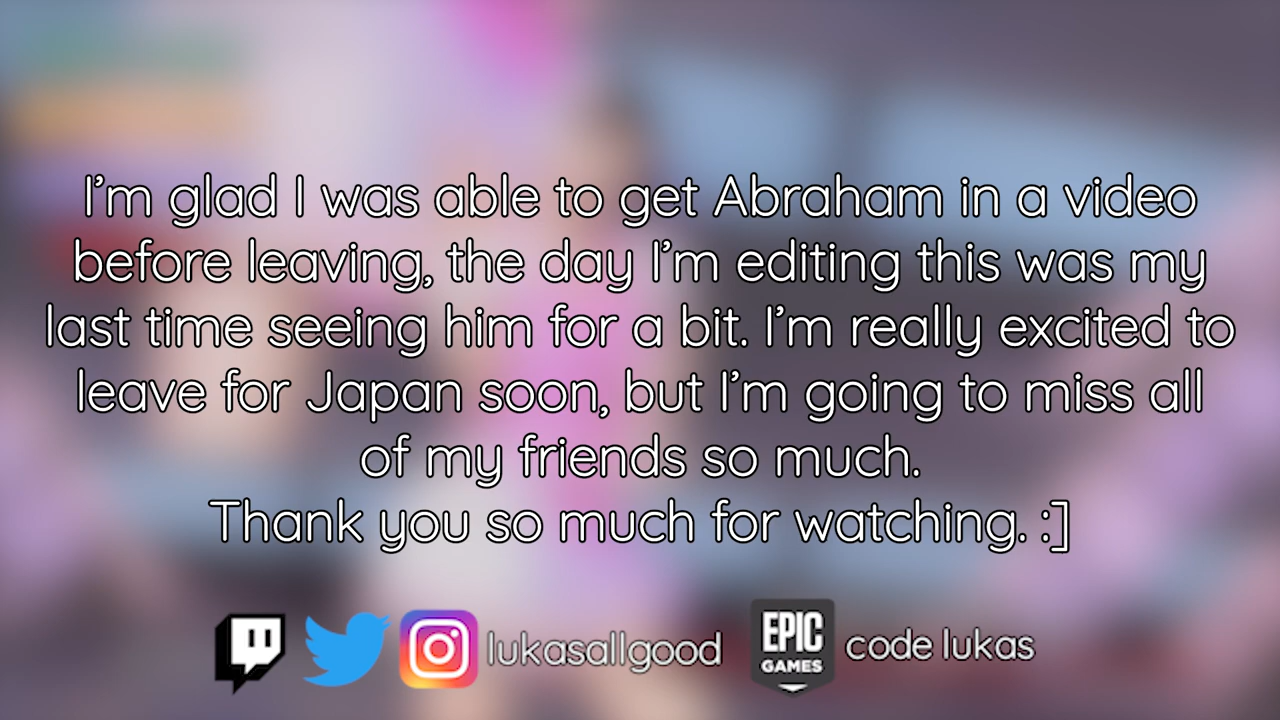 I’m glad I was able to get Abraham in a video
before leaving, the day I’m editing this was my
last time seeing him for a bit. I’m really excited to
leave for Japan soon, but I’m going to miss all
of my friends so much.
Thank you so much for watching. :]
lukasallgood EPIC GAMES code lukas